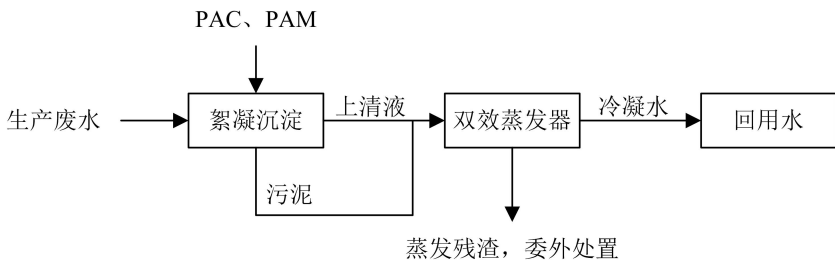 PAC、PAM
生产废水
絮凝沉淀
上清液
双效蒸发器
冷凝水
回用水
污泥
蒸发残渣，委外处置